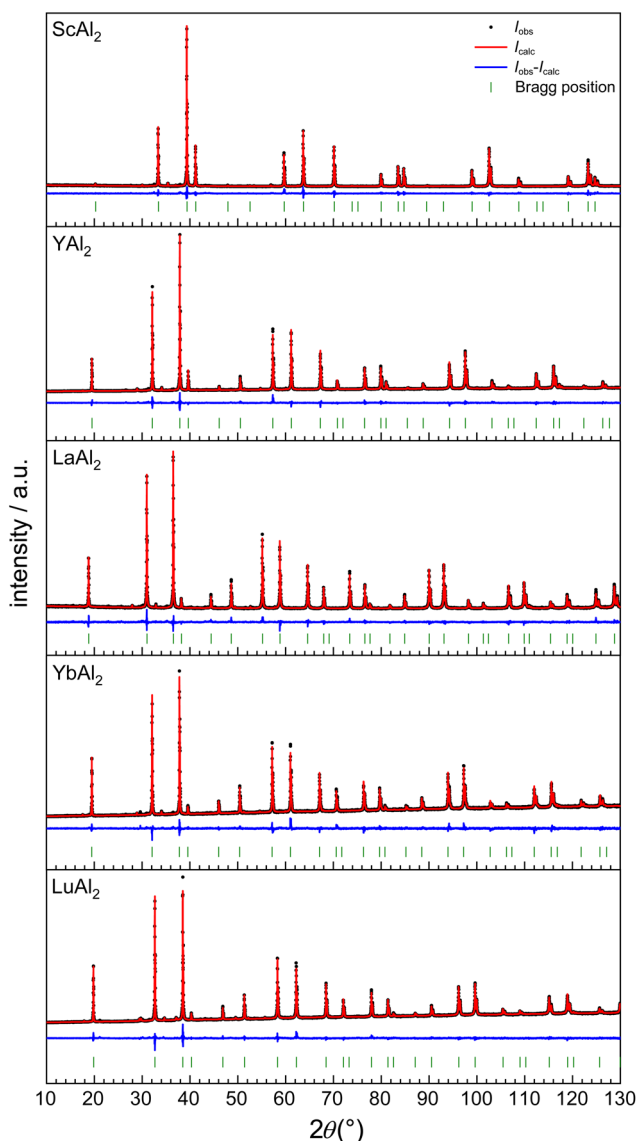 ScAl2
Iobs
Icalc
Iobs-Icalc
Bragg position
YAl2
LaAl2
YbAl2
LuAl2
intensity / a.u.
10 20 30 40 50 60 70 80 90 100 110 120 130
2θ(°)